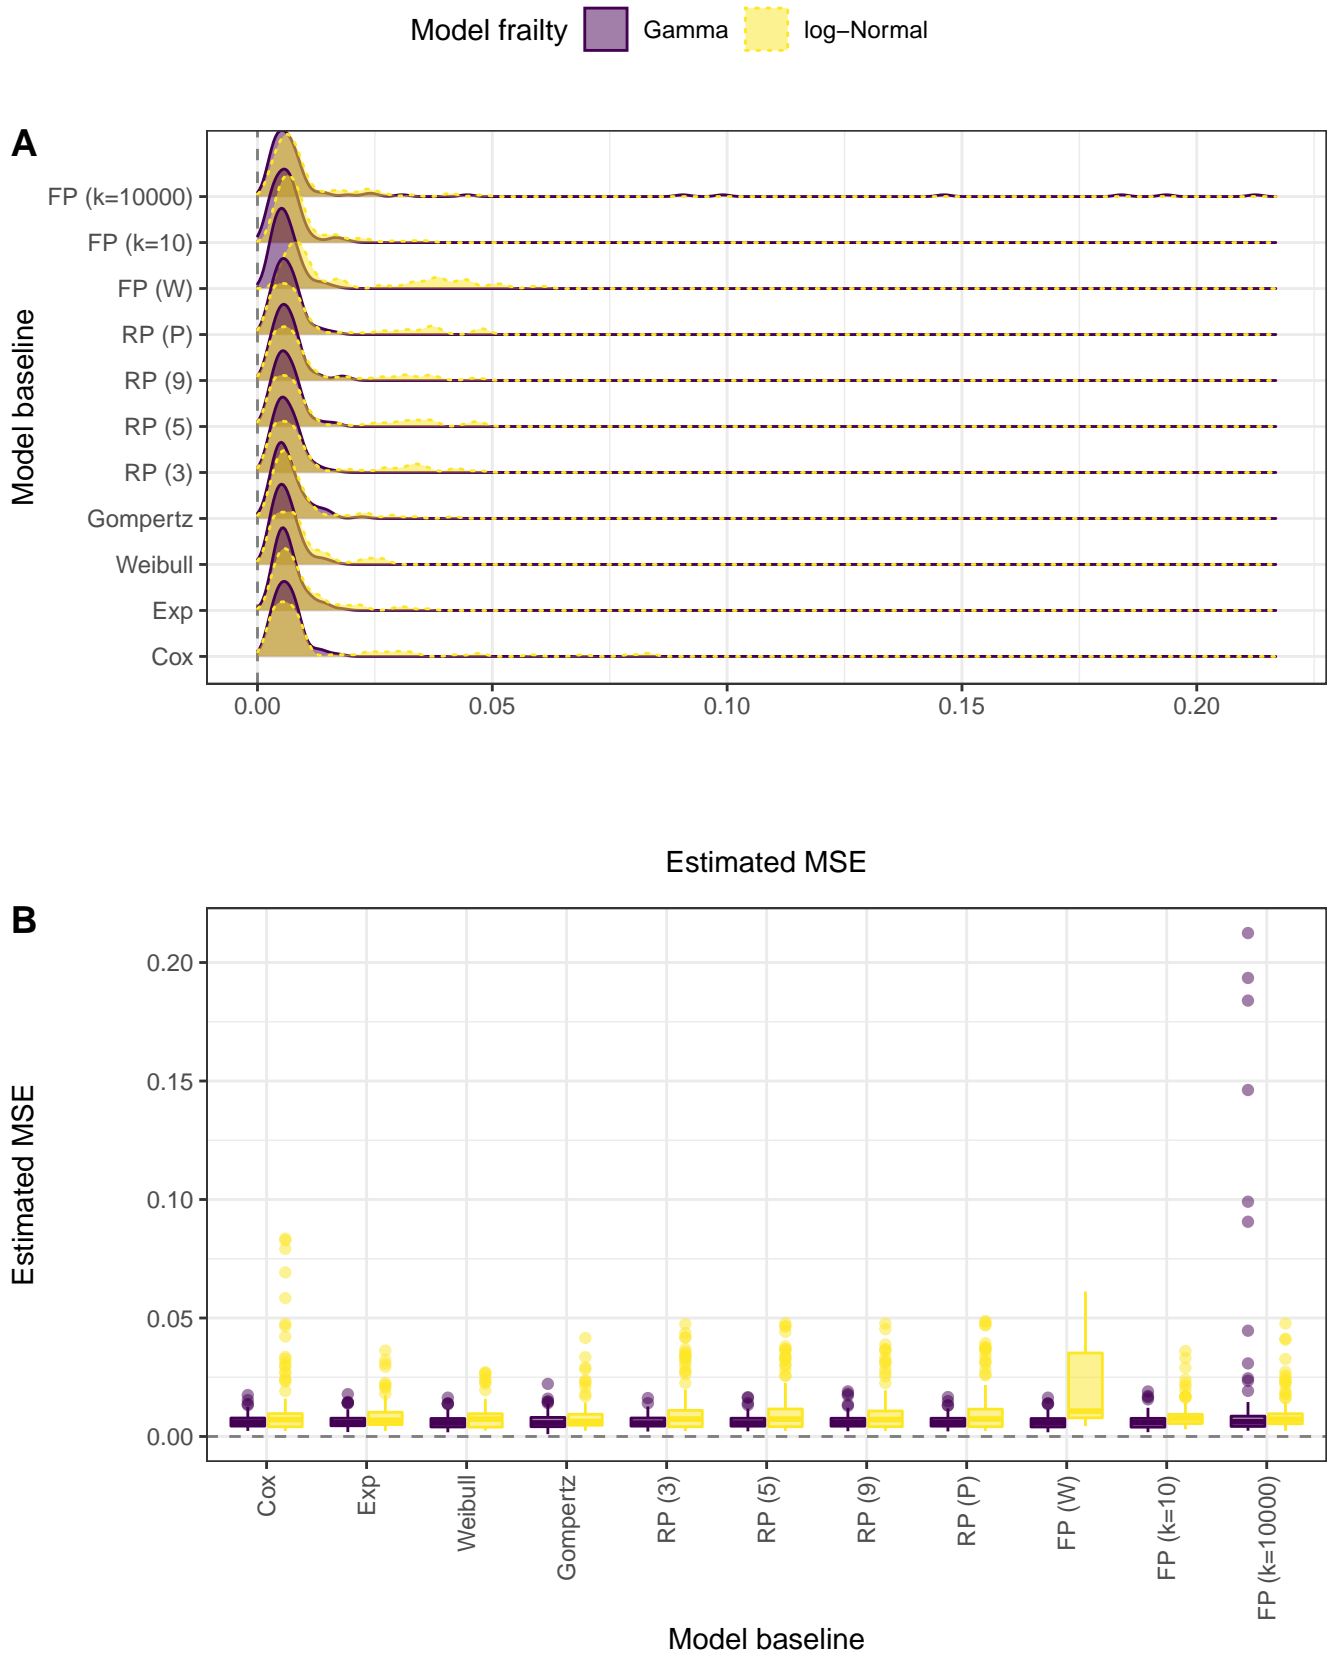 Model frailty Gamma log−Normal
A
Model baseline
FP (k=10000)
FP (k=10)
FP (W)
RP (P)
RP (9)
RP (5)
RP (3)
Gompertz
Weibull
Exp
Cox
0.00 0.05 0.10 0.15 0.20
Estimated MSE
B
Estimated MSE
0.20
0.15
0.10
0.05
0.00
Cox
Exp
Weibull
Gompertz
RP (3)
RP (5)
RP (9)
RP (P)
FP (W)
FP (k=10)
FP (k=10000)
Model baseline